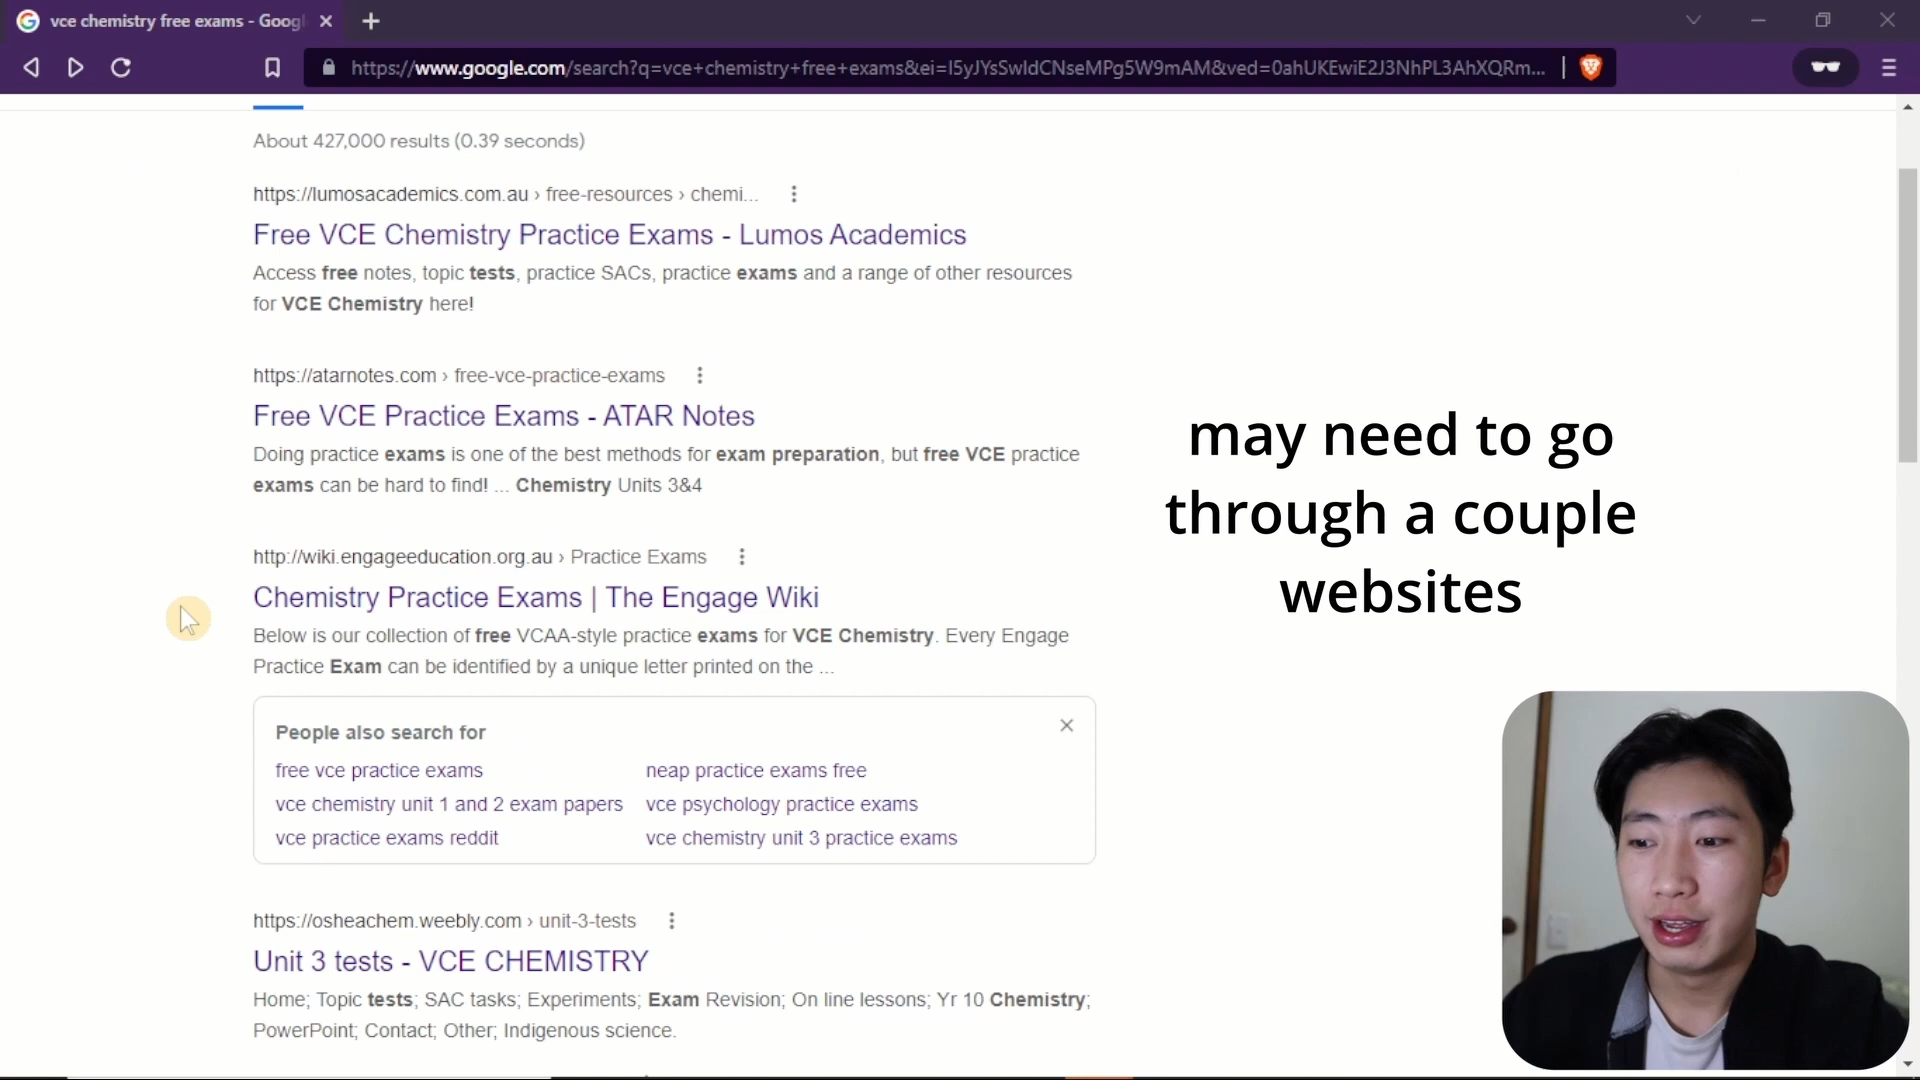 vce chemistry free exams - Goog
https://www.google.com/search?q=vce+chemistry+free+exams&ei=I5yJYsSwIdCNseMPg5W9mAM&ved=0ahUKEwiE2J3NhPL3AhXQRm...
About 427,000 results (0.39 seconds)
https://lumosacademics.com.au › free-resources › chemi...
Free VCE Chemistry Practice Exams - Lumos Academics
Access free notes, topic tests, practice SACs, practice exams and a range of other resources
for VCE Chemistry here!
https://atarnotes.com › free-vce-practice-exams
Free VCE Practice Exams - ATAR Notes
Doing practice exams is one of the best methods for exam preparation, but free VCE practice
exams can be hard to find! ... Chemistry Units 3&4
may need to go
through a couple
websites
http://wiki.engageeducation.org.au › Practice Exams
Chemistry Practice Exams | The Engage Wiki
Below is our collection of free VCAA-style practice exams for VCE Chemistry. Every Engage
Practice Exam can be identified by a unique letter printed on the ...
People also search for
free vce practice exams
neap practice exams free
vce chemistry unit 1 and 2 exam papers
vce psychology practice exams
vce practice exams reddit
vce chemistry unit 3 practice exams
https://osheachem.weebly.com › unit-3-tests
Unit 3 tests - VCE CHEMISTRY
Home; Topic tests; SAC tasks; Experiments; Exam Revision; On line lessons; Yr 10 Chemistry;
PowerPoint; Contact; Other; Indigenous science.